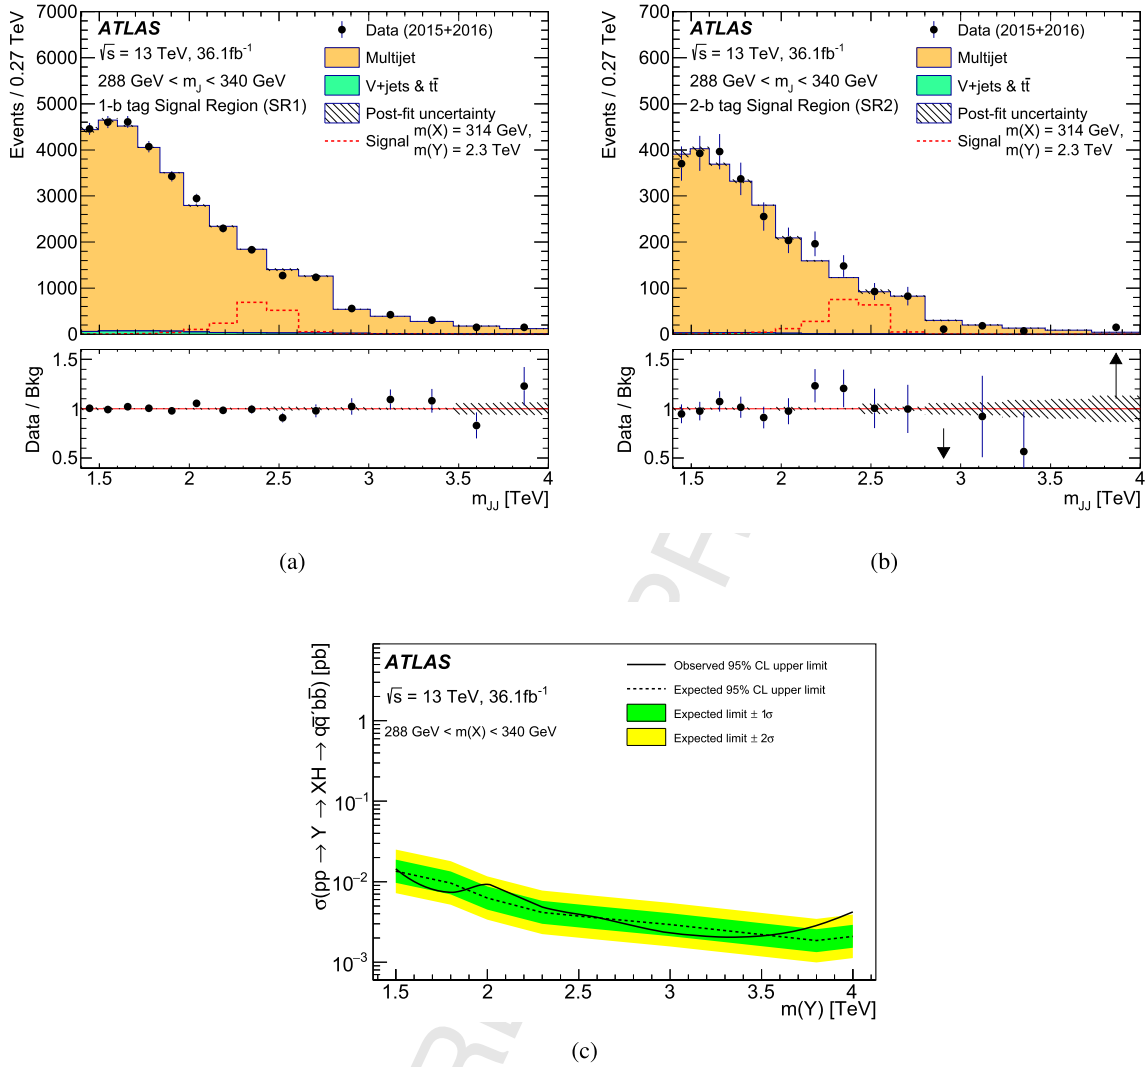 Events / 0.27 TeV
7000
6000
5000
4000
3000
2000
1000
0
ATLAS
√s = 13 TeV, 36.1fb⁻¹
288 GeV < m_J < 340 GeV
1-b tag Signal Region (SR1)
Data (2015+2016)
Multijet
V+jets & tt̄
Post-fit uncertainty
Signal m(X) = 314 GeV,
m(Y) = 2.3 TeV
Data / Bkg
1.5
1
0.5
1.5 2 2.5 3 3.5 4
m_JJ [TeV]
(a)
Events / 0.27 TeV
700
600
500
400
300
200
100
0
ATLAS
√s = 13 TeV, 36.1fb⁻¹
288 GeV < m_J < 340 GeV
2-b tag Signal Region (SR2)
Data (2015+2016)
Multijet
V+jets & tt̄
Post-fit uncertainty
Signal m(X) = 314 GeV,
m(Y) = 2.3 TeV
Data / Bkg
1.5
1
0.5
1.5 2 2.5 3 3.5 4
m_JJ [TeV]
(b)
σ(pp → Y → XH → qq̄′bb̄) [pb]
1
10⁻¹
10⁻²
10⁻³
ATLAS
√s = 13 TeV, 36.1fb⁻¹
288 GeV < m(X) < 340 GeV
Observed 95% CL upper limit
Expected 95% CL upper limit
Expected limit ± 1σ
Expected limit ± 2σ
1.5 2 2.5 3 3.5 4
m(Y) [TeV]
(c)